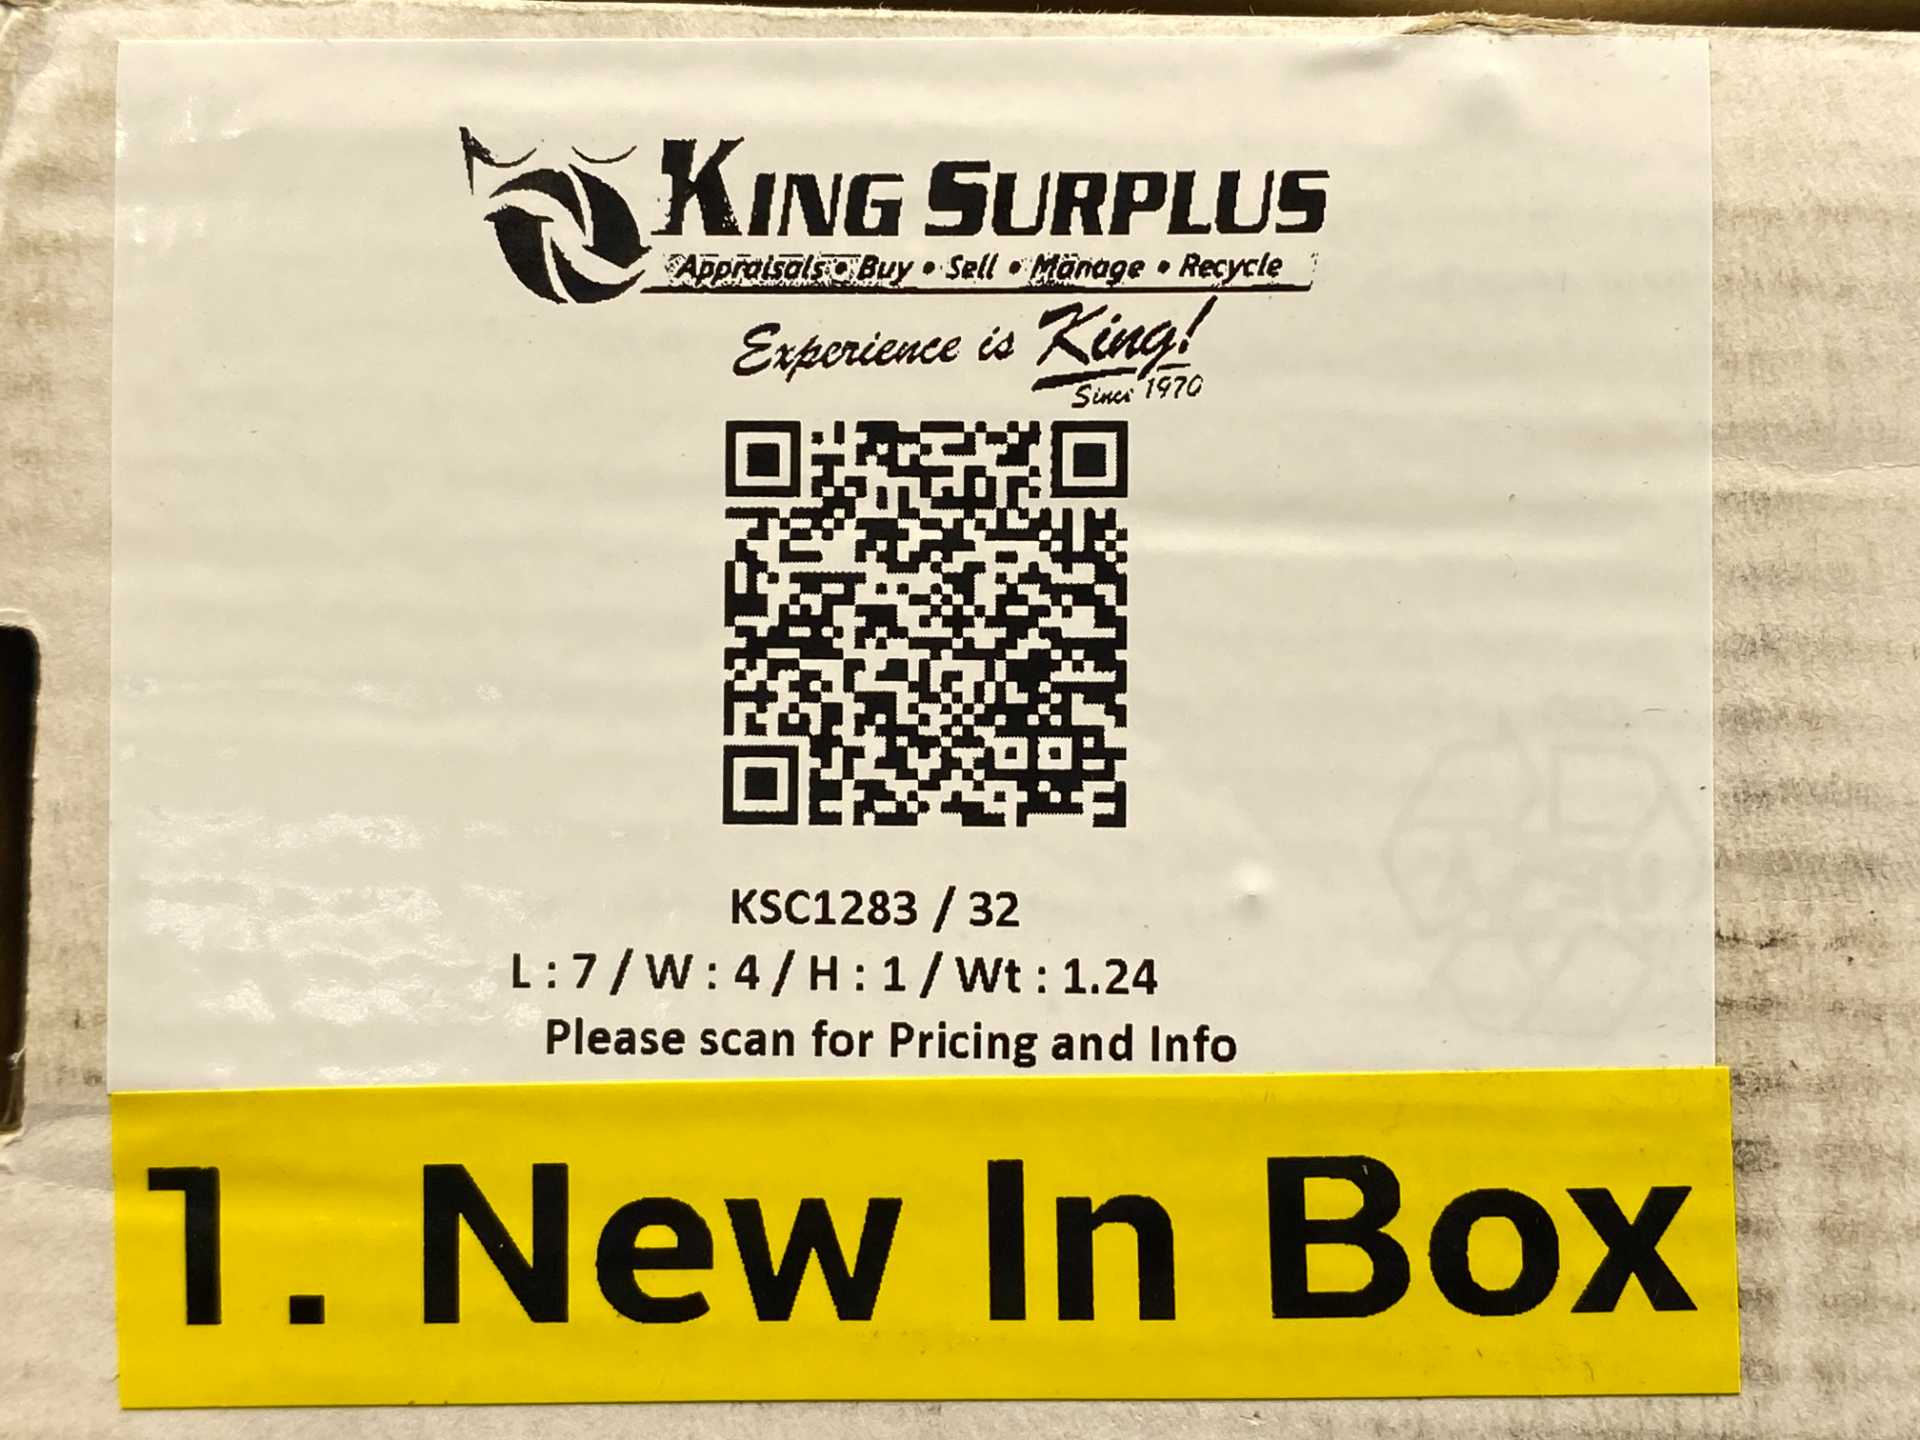 KING SURPLUS
Appraisals • Buy • Sell • Manage • Recycle
Experience is King!
Since 1970
KSC1283 / 32
L : 7 / W : 4 / H : 1 / Wt : 1.24
Please scan for Pricing and Info
1. New In Box